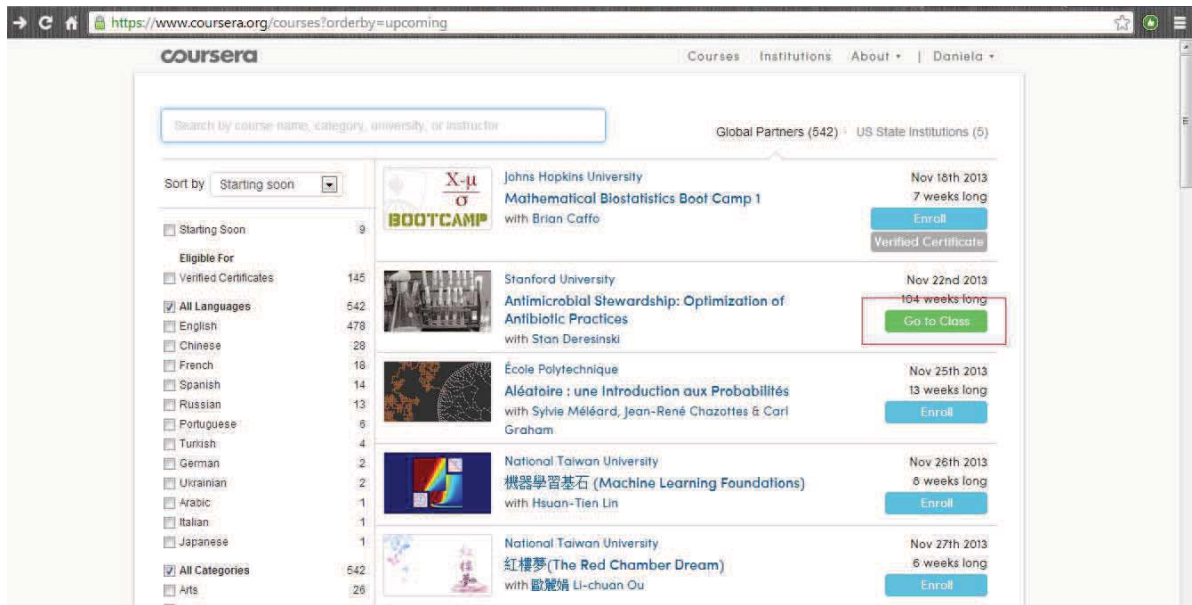 https://www.coursera.org/courses?orderby=upcoming
coursera
Courses Institutions About | Daniela
Search by course name, category, university, or instructor
Global Partners (542) US State Institutions (5)
Sort by Starting soon
Starting Soon 9
Eligible For
Verified Certificates 145
All Languages 542
English 478
Chinese 28
French 18
Spanish 14
Russian 13
Portuguese 6
Turkish 4
German 2
Ukrainian 2
Arabic 1
Italian 1
Japanese 1
All Categories 542
Arts 26
X-μ
σ
BOOTCAMP
Johns Hopkins University
Mathematical Biostatistics Boot Camp 1
with Brian Caffo
Nov 18th 2013
7 weeks long
Enroll
Verified Certificate
Stanford University
Antimicrobial Stewardship: Optimization of
Antibiotic Practices
with Stan Deresinski
Nov 22nd 2013
104 weeks long
Go to Class
École Polytechnique
Aléatoire : une Introduction aux Probabilités
with Sylvie Méléard, Jean-René Chazottes & Carl
Graham
Nov 25th 2013
13 weeks long
Enroll
National Taiwan University
機器學習基石 (Machine Learning Foundations)
with Hsuan-Tien Lin
Nov 26th 2013
8 weeks long
Enroll
紅樓夢
National Taiwan University
紅樓夢(The Red Chamber Dream)
with 歐麗娟 Li-chuan Ou
Nov 27th 2013
6 weeks long
Enroll